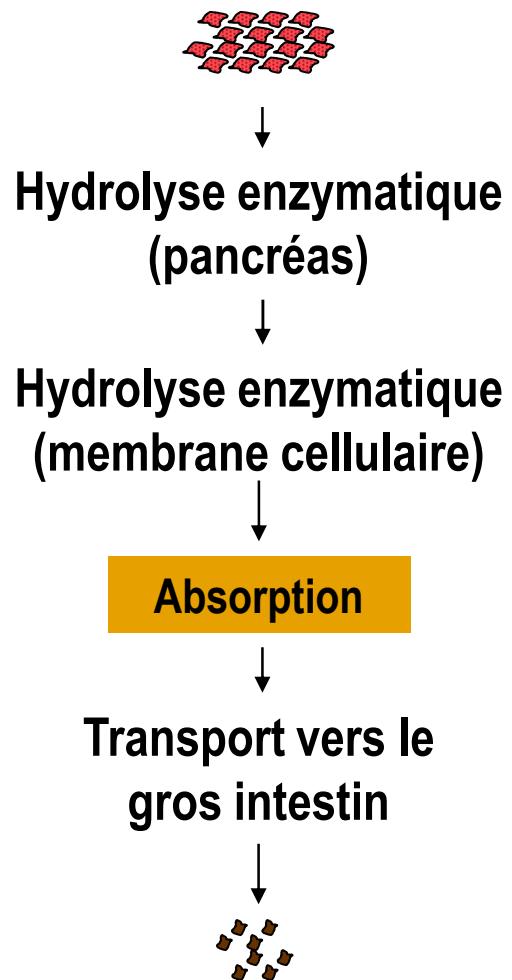 Hydrolyse enzymatique
(pancréas)
Hydrolyse enzymatique
(membrane cellulaire)
Absorption
Transport vers le
gros intestin